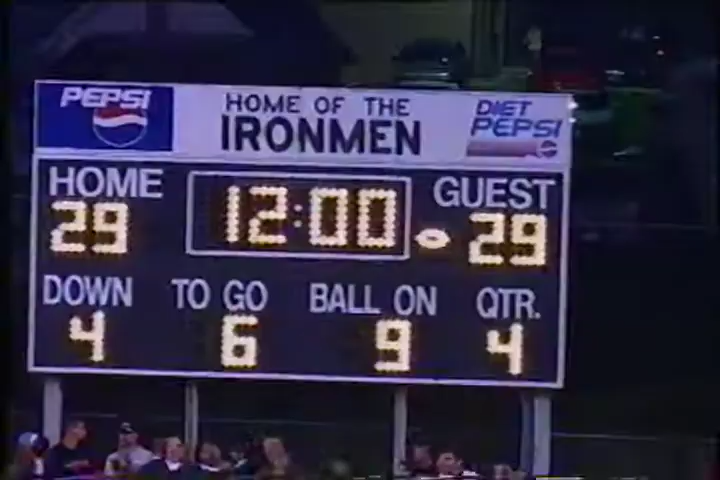 PEPSI
HOME OF THE
IRONMEN
DIET
PEPSI
HOME 12:00 GUEST
29 29
DOWN TO GO BALL ON QTR.
4 6 9 4